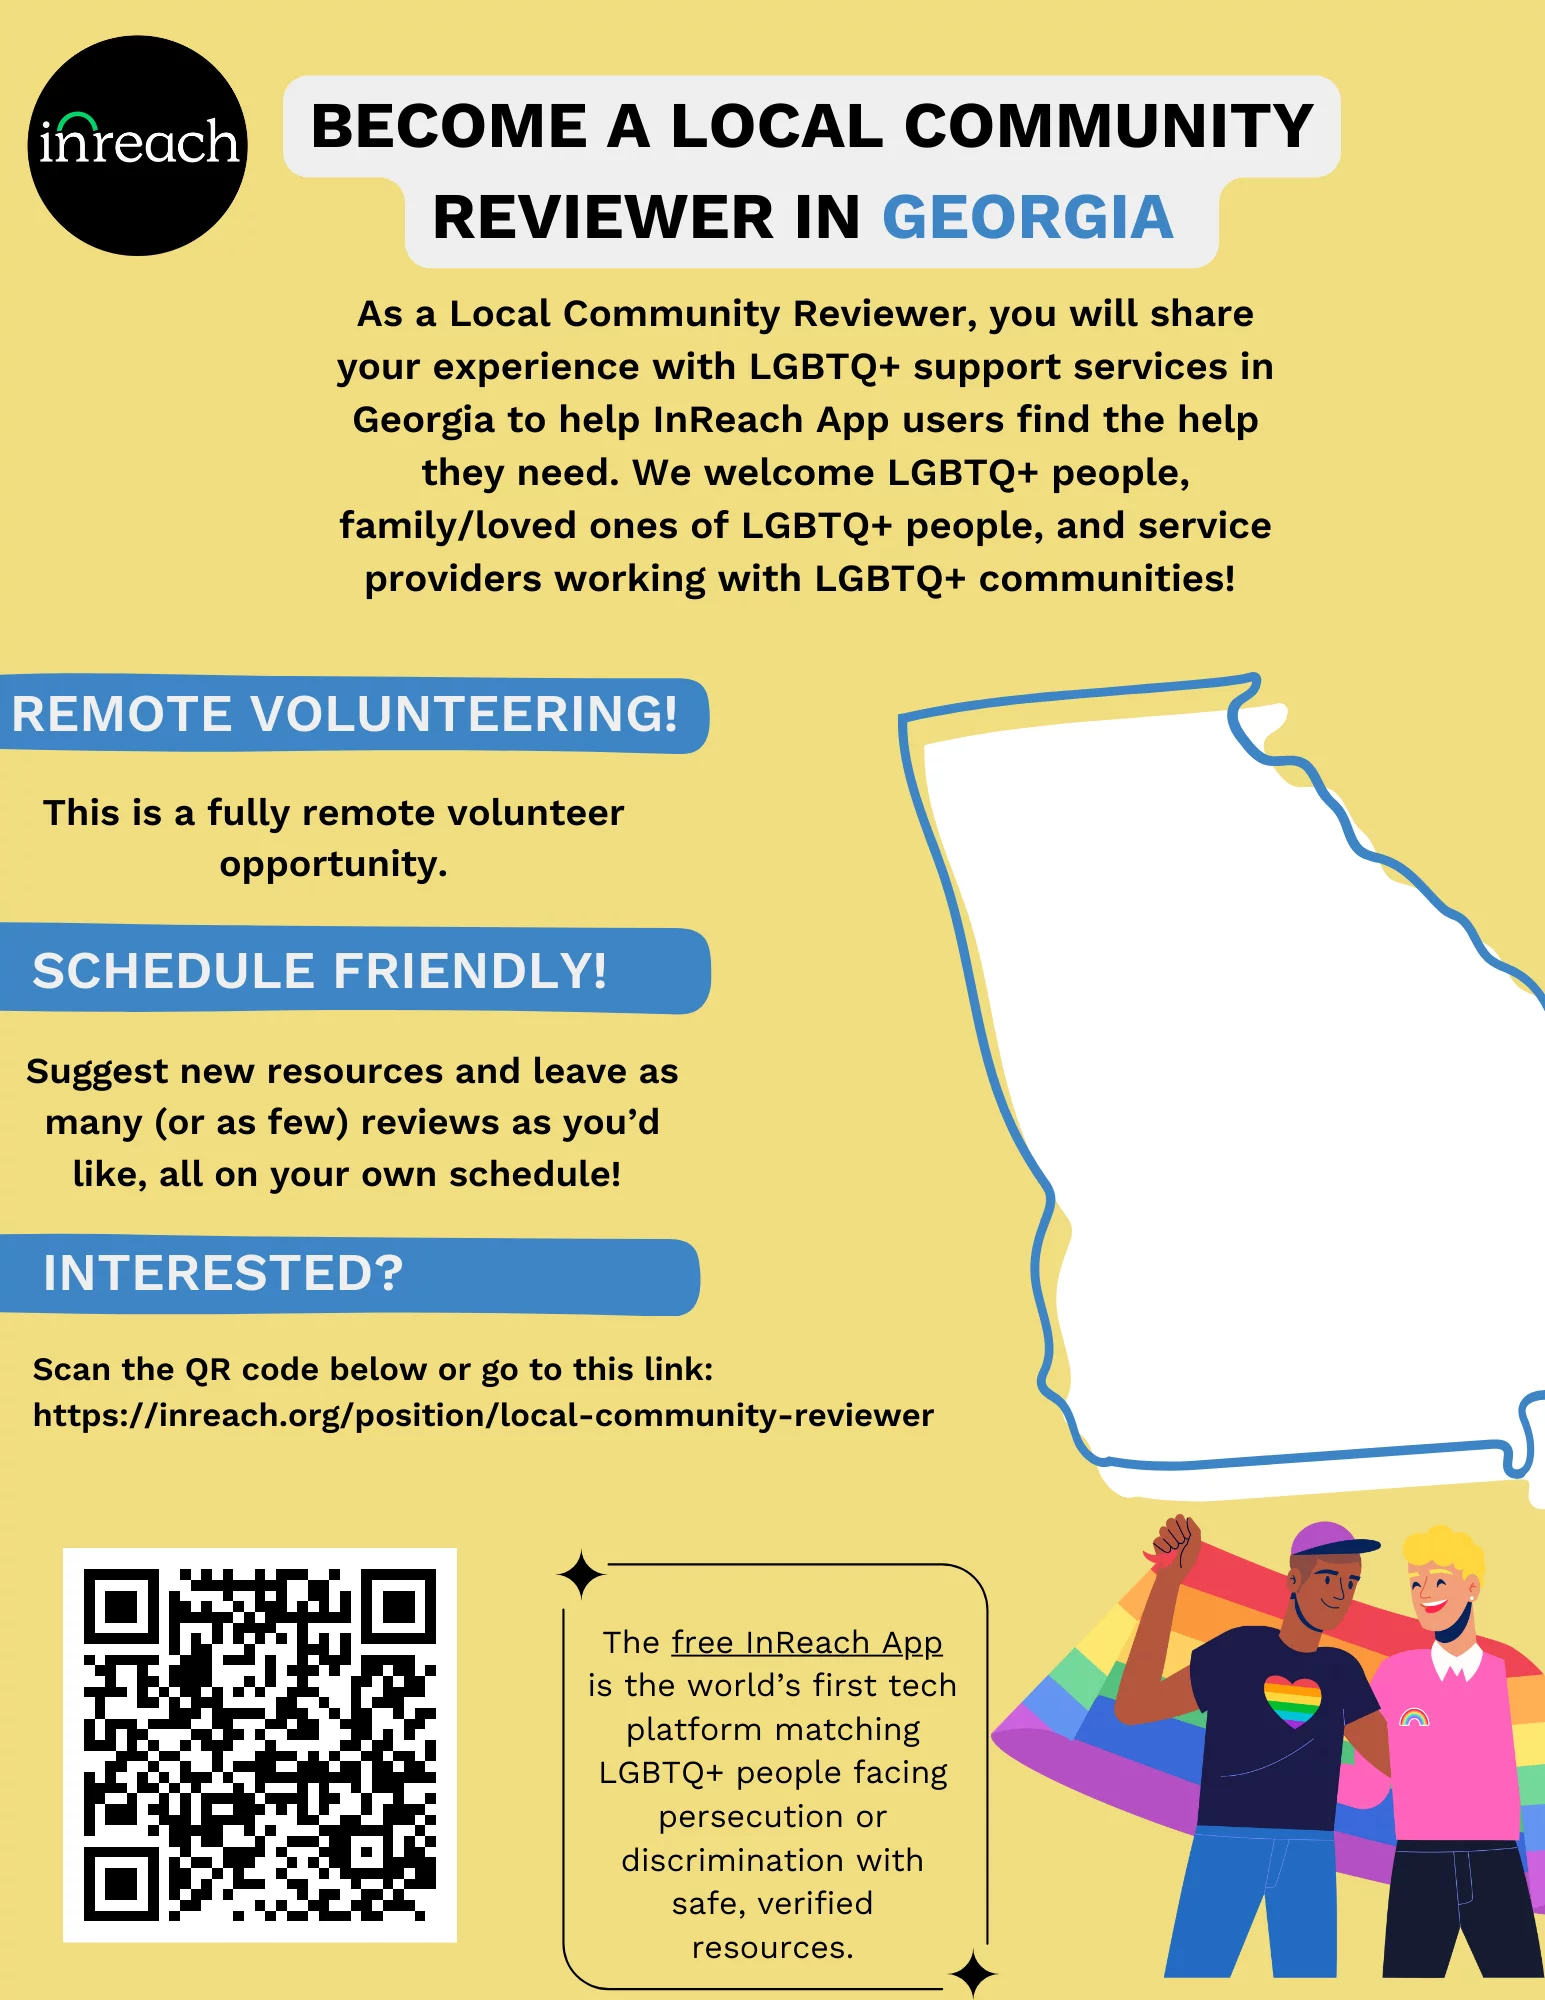 inreach
BECOME A LOCAL COMMUNITY
REVIEWER IN GEORGIA
As a Local Community Reviewer, you will share
your experience with LGBTQ+ support services in
Georgia to help InReach App users find the help
they need. We welcome LGBTQ+ people,
family/loved ones of LGBTQ+ people, and service
providers working with LGBTQ+ communities!
REMOTE VOLUNTEERING!
This is a fully remote volunteer
opportunity.
SCHEDULE FRIENDLY!
Suggest new resources and leave as
many (or as few) reviews as you’d
like, all on your own schedule!
INTERESTED?
Scan the QR code below or go to this link:
https://inreach.org/position/local-community-reviewer
The free InReach App
is the world’s first tech
platform matching
LGBTQ+ people facing
persecution or
discrimination with
safe, verified
resources.